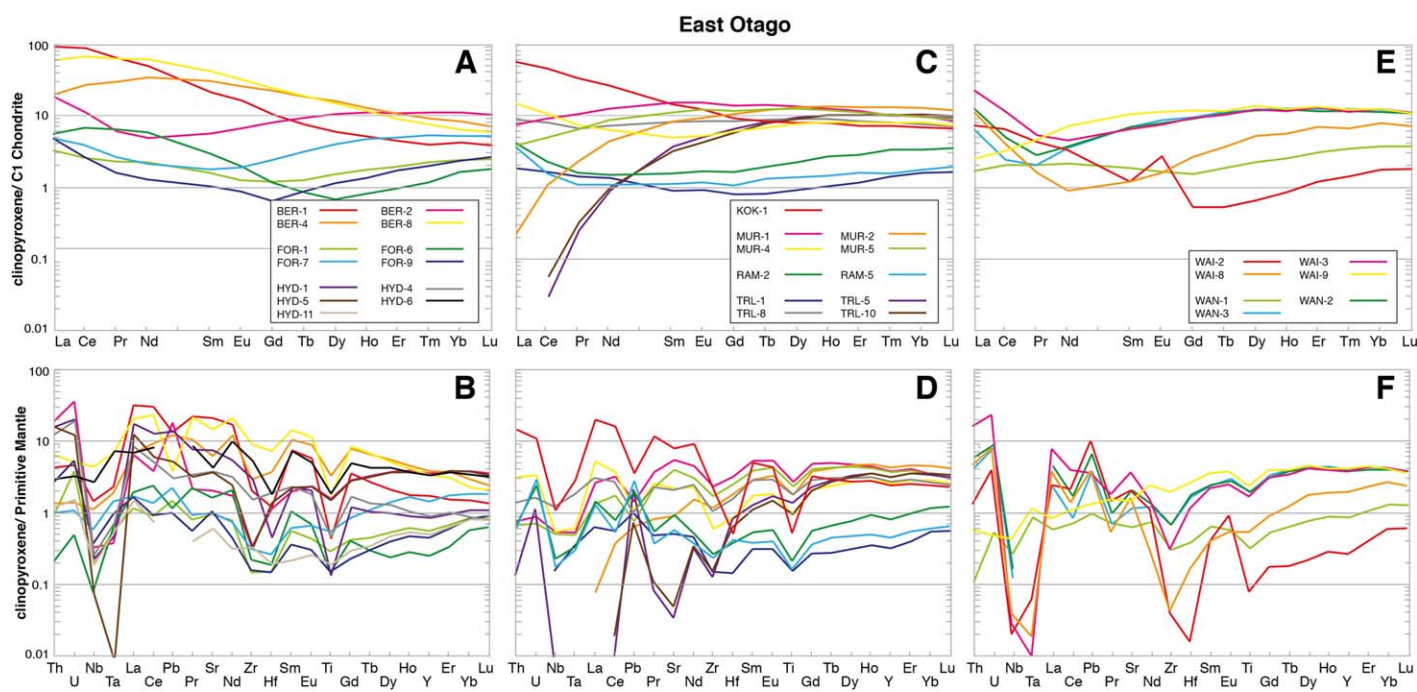 East Otago
clinopyroxene/ C1 Chondrite
100
10
1
0.1
0.01
A
BER-1 BER-2
BER-4 BER-8
FOR-1 FOR-6
FOR-7 FOR-9
HYD-1 HYD-4
HYD-5 HYD-6
HYD-11
La Ce Pr Nd Sm Eu Gd Tb Dy Ho Er Tm Yb Lu
C
KOK-1
MUR-1 MUR-2
MUR-4 MUR-5
RAM-2 RAM-5
TRL-1 TRL-5
TRL-8 TRL-10
La Ce Pr Nd Sm Eu Gd Tb Dy Ho Er Tm Yb Lu
E
WAI-2 WAI-3
WAI-8 WAI-9
WAN-1 WAN-2
WAN-3
La Ce Pr Nd Sm Eu Gd Tb Dy Ho Er Tm Yb Lu
clinopyroxene/ Primitive Mantle
100
10
1
0.1
0.01
B
Th Nb La Pb Sr Zr Sm Ti Tb Ho Er Lu
U Ta Ce Pr Nd Hf Eu Gd Dy Y Yb
D
Th Nb La Pb Sr Zr Sm Ti Tb Ho Er Lu
U Ta Ce Pr Nd Hf Eu Gd Dy Y Yb
F
Th Nb La Pb Sr Zr Sm Ti Tb Ho Er Lu
U Ta Ce Pr Nd Hf Eu Gd Dy Y Yb